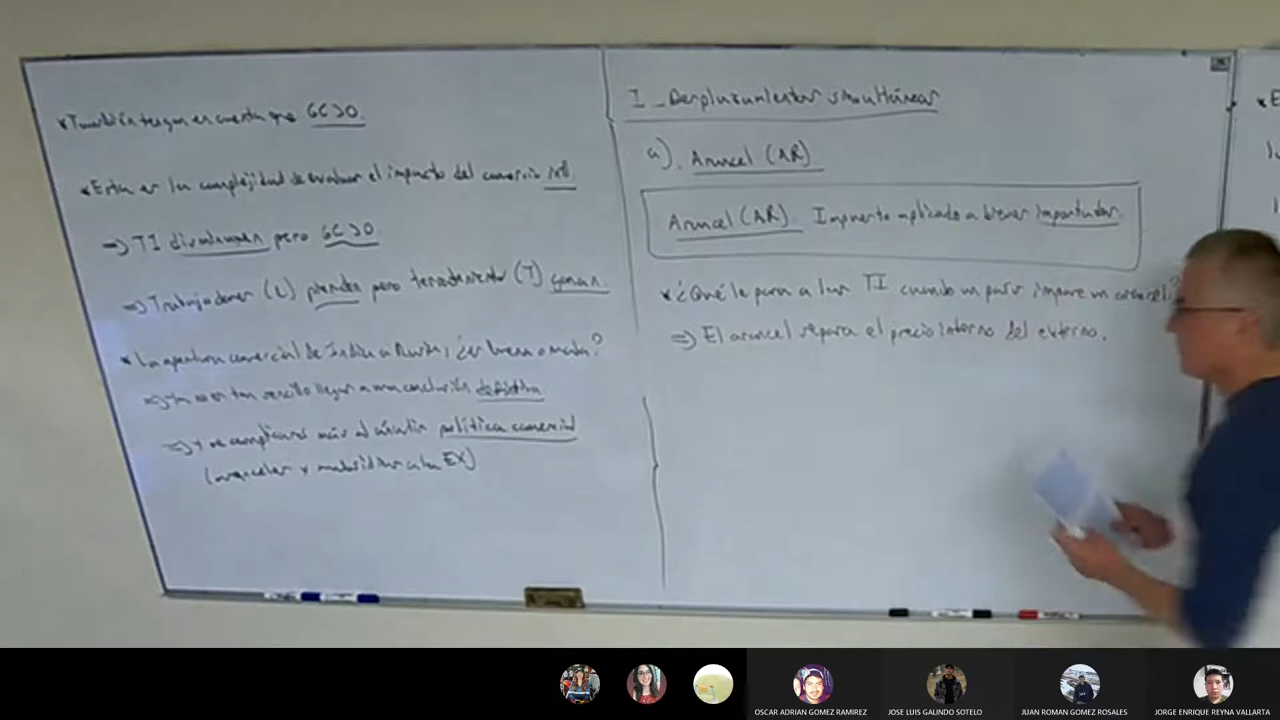 *También tengan en cuenta que GC>0.
*Esta es la complejidad de evaluar el impacto del comercio intl.
⇒ TI disminuyen pero GC>0
⇒ Trabajadores (L) pierden pero terratenientes (T) ganan.
* La apertura comercial de India a Rusia, ¿es buena o mala?
⇒ Ya no es tan sencillo llegar a una conclusión definitiva
⇒ Y se complicará más al incluir política comercial
(aranceles y subsidios a las EX)
I _ Desplazamientos simultáneos
a). Arancel (AR)
Arancel (AR). Impuesto aplicado a bienes importados.
* ¿Qué le pasa a los TI cuando un país impone un arancel?
⇒ El arancel separa el precio interno del externo.
* E
OSCAR ADRIAN GOMEZ RAMIREZ
JOSE LUIS GALINDO SOTELO
JUAN ROMAN GOMEZ ROSALES
JORGE ENRIQUE REYNA VALLARTA